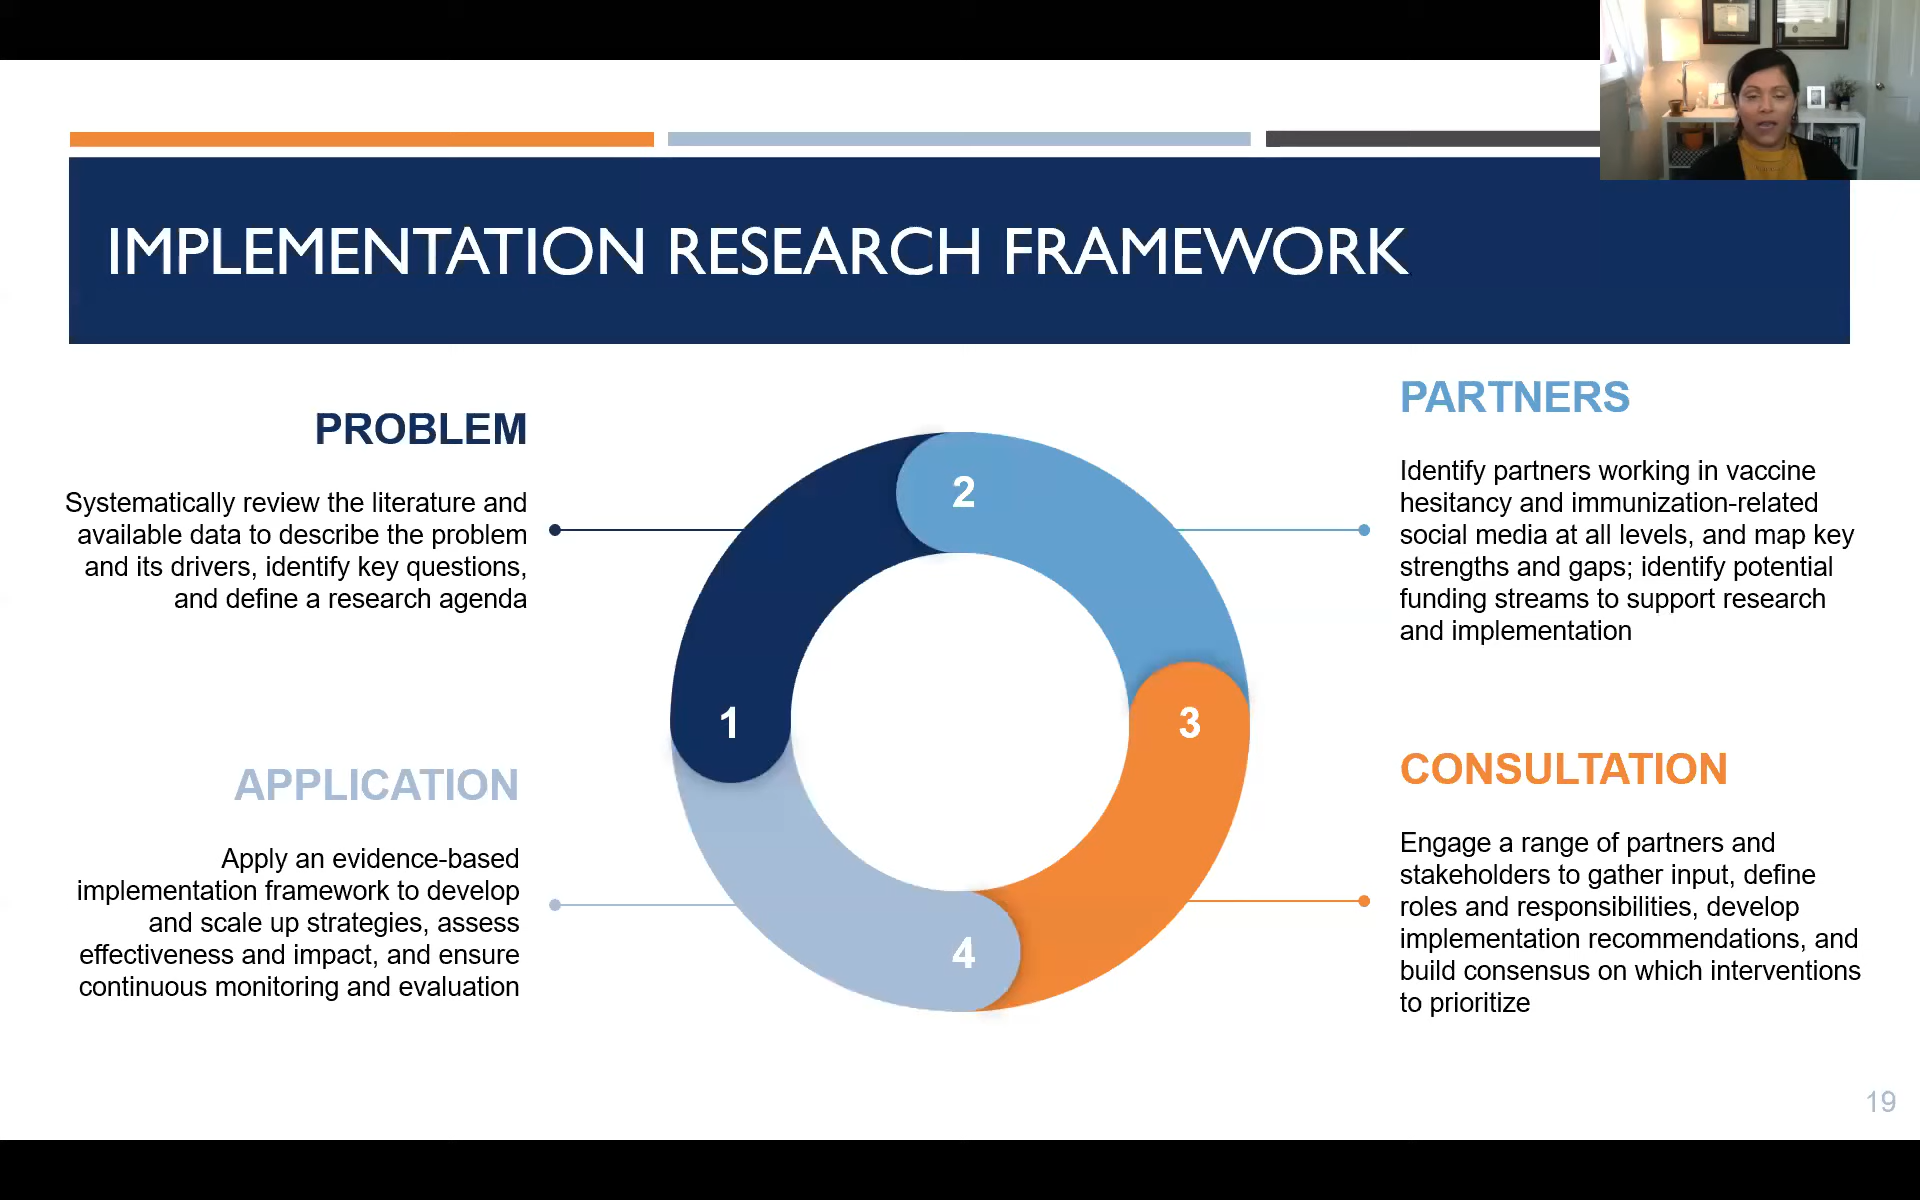 IMPLEMENTATION RESEARCH FRAMEWORK
PROBLEM
Systematically review the literature and
available data to describe the problem
and its drivers, identify key questions,
and define a research agenda
PARTNERS
Identify partners working in vaccine
hesitancy and immunization-related
social media at all levels, and map key
strengths and gaps; identify potential
funding streams to support research
and implementation
2
1
3
4
APPLICATION
Apply an evidence-based
implementation framework to develop
and scale up strategies, assess
effectiveness and impact, and ensure
continuous monitoring and evaluation
CONSULTATION
Engage a range of partners and
stakeholders to gather input, define
roles and responsibilities, develop
implementation recommendations, and
build consensus on which interventions
to prioritize
19